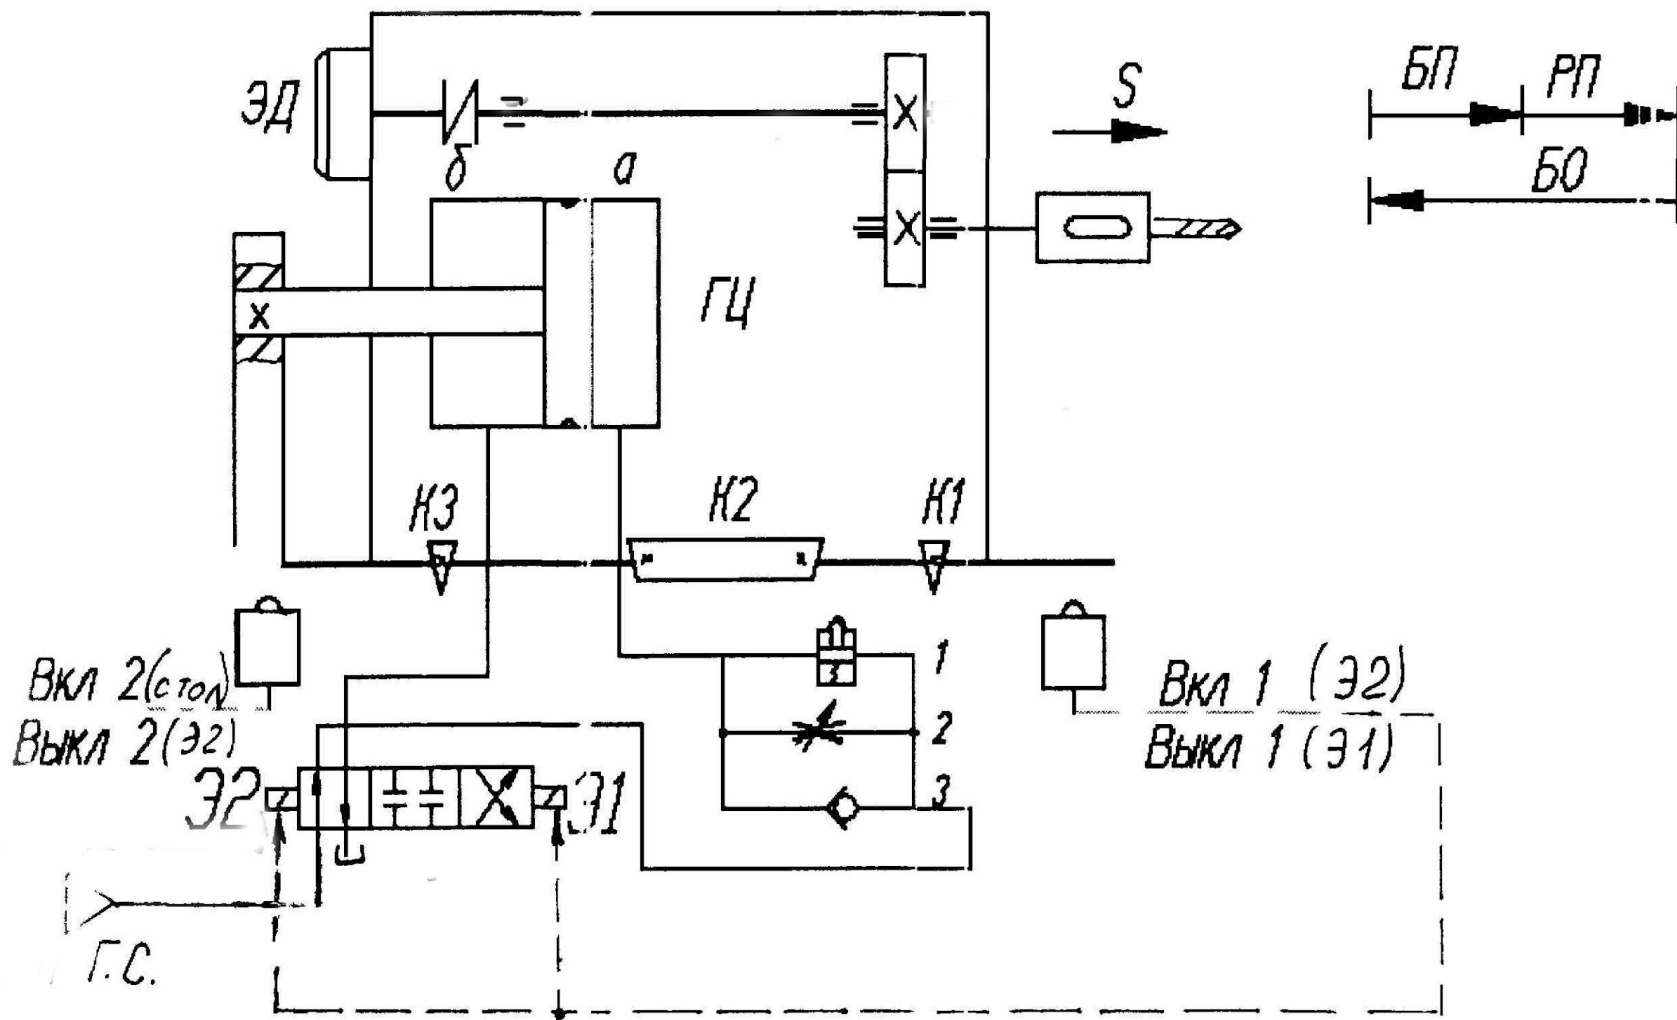 ЭД
б
а
S
БП
РП
БО
ГЦ
К3
К2
К1
Вкл 2(стол)
Выкл 2(Э2)
1
2
3
Вкл 1 (Э2)
Выкл 1 (Э1)
Э2
Э1
Г.С.